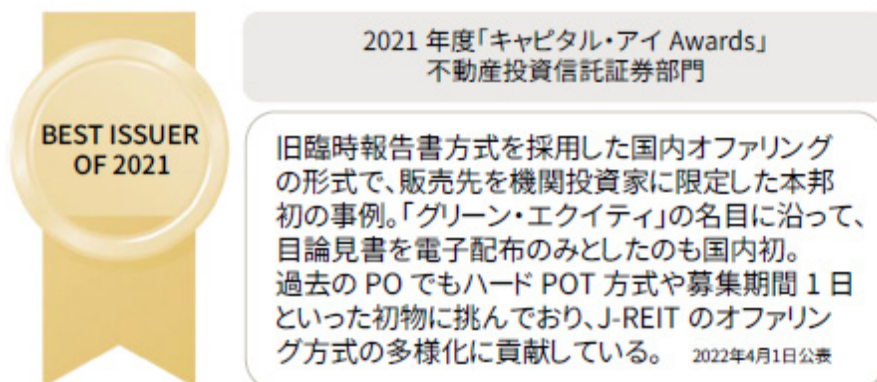 BEST ISSUER
OF 2021
2021 年度「キャピタル・アイ Awards」
不動産投資信託証券部門
旧臨時報告書方式を採用した国内オファリング
の形式で、販売先を機関投資家に限定した本邦
初の事例。「グリーン・エクイティ」の名目に沿って、
目論見書を電子配布のみとしたのも国内初。
過去の PO でもハード POT 方式や募集期間 1 日
といった初物に挑んでおり、J-REIT のオファリン
グ方式の多様化に貢献している。 2022年4月1日公表